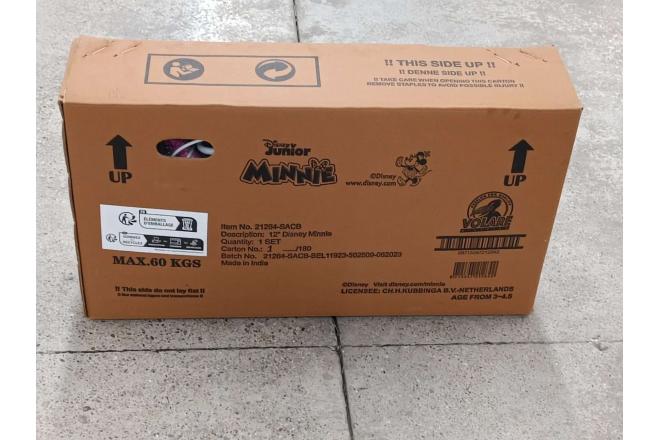 !! THIS SIDE UP !!
!! DENNE SIDE UP !!
!! TAKE CARE WHEN OPENING THIS CARTON
REMOVE STAPLES TO AVOID POSSIBLE INJURY !!
UP
Disney
Junior
MINNIE
©Disney
www.disney.com
UP
VOLARE
ÉLÉMENTS
D'EMBALLAGE
MAX.60 KGS
Item No. 21264-SACB
Description: 12" Disney Minnie
Quantity: 1 SET
Carton No.: 1 ....../180
Batch No. 21264-SACB-SEL11923-502509-062023
Made in India
!! This side do not lay flat !!
©Disney Visit disney.com/minnie
LICENSEE: CH.H.KUBBINGA B.V.-NETHERLANDS
AGE FROM 3-4.5